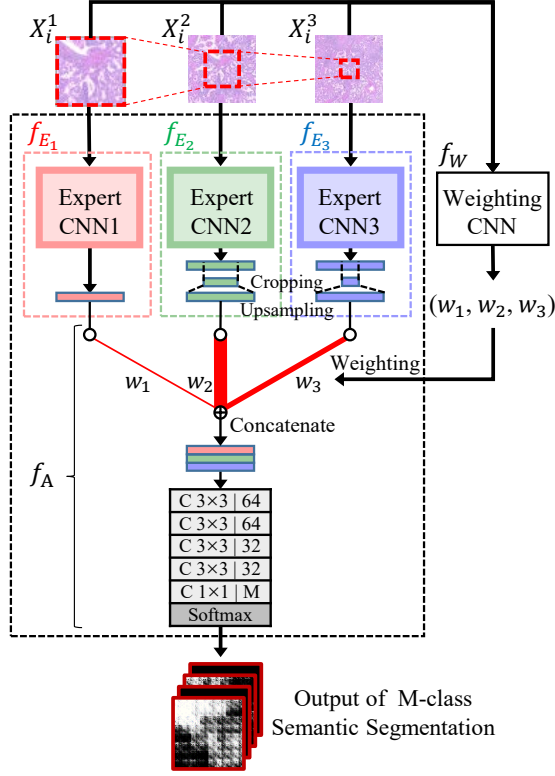 X_i^1 X_i^2 X_i^3
f_{E_1} f_{E_2} f_{E_3} f_W
Expert
CNN1
Expert
CNN2
Expert
CNN3
Weighting
CNN
Cropping
Upsampling
(w_1, w_2, w_3)
Weighting
w_1 w_2 w_3
Concatenate
f_A
C 3×3 | 64
C 3×3 | 64
C 3×3 | 32
C 3×3 | 32
C 1×1 | M
Softmax
Output of M-class
Semantic Segmentation